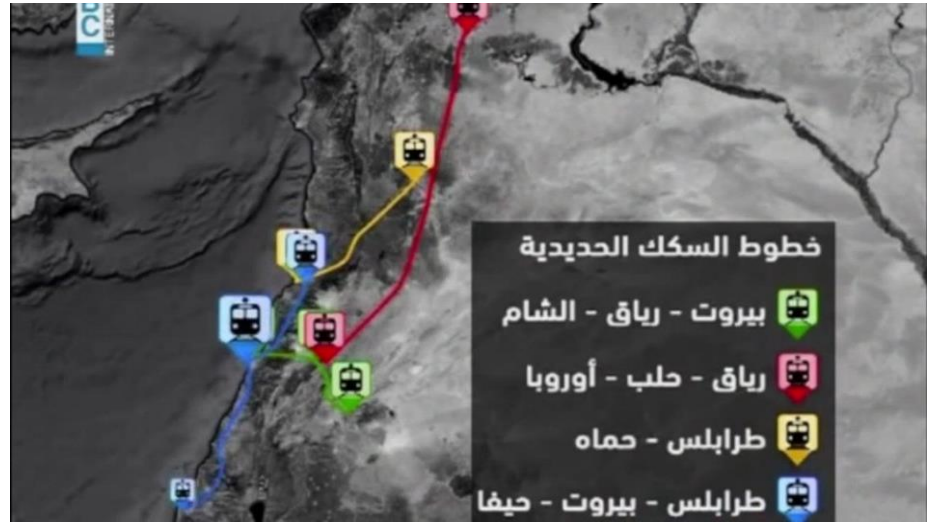 خطوط السكك الحديدية
بيروت - رياق - الشام
رياق - حلب - أوروبا
طرابلس - حماه
طرابلس - بيروت - حيفا